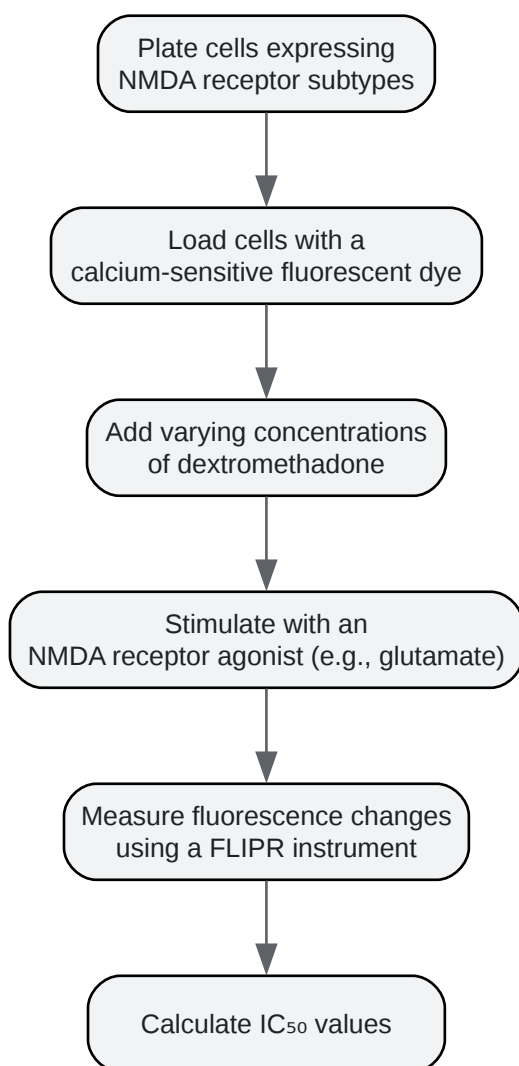 Plate cells expressing
NMDA receptor subtypes
Load cells with a
calcium-sensitive fluorescent dye
Add varying concentrations
of dextromethadone
Stimulate with an
NMDA receptor agonist (e.g., glutamate)
Measure fluorescence changes
using a FLIPR instrument
Calculate IC₅₀ values